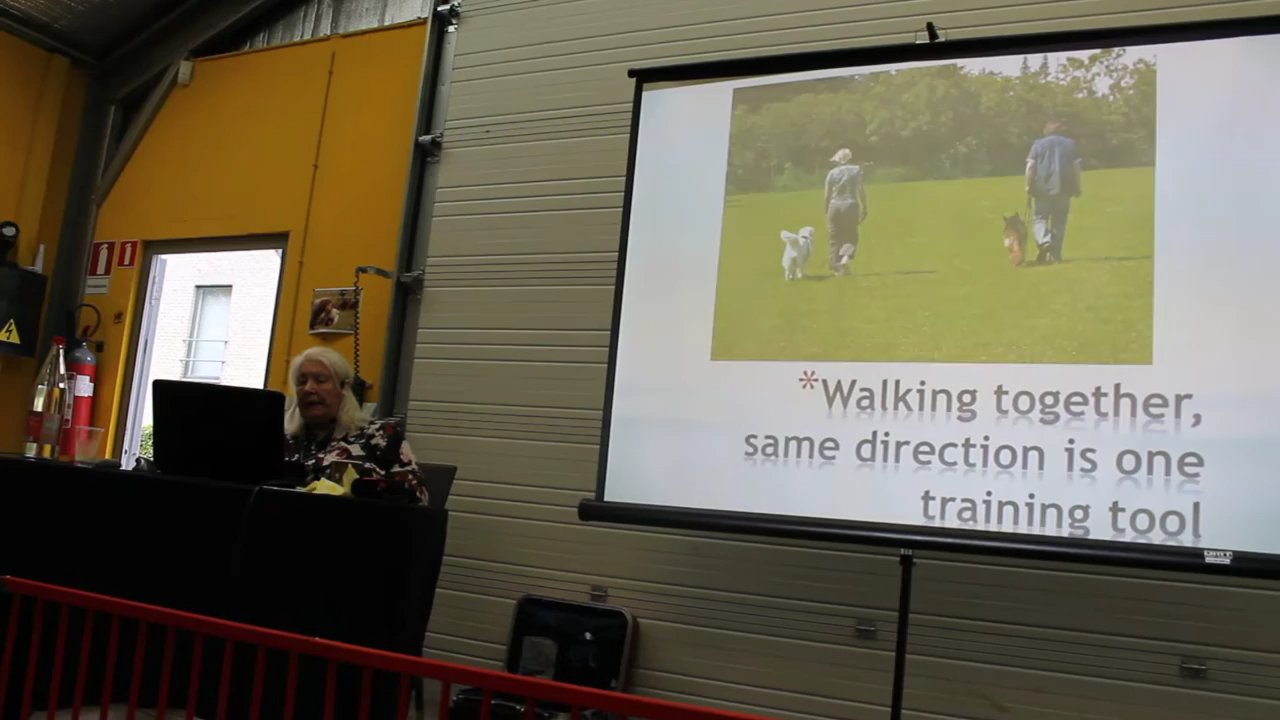 *Walking together,
same direction is one
training tool